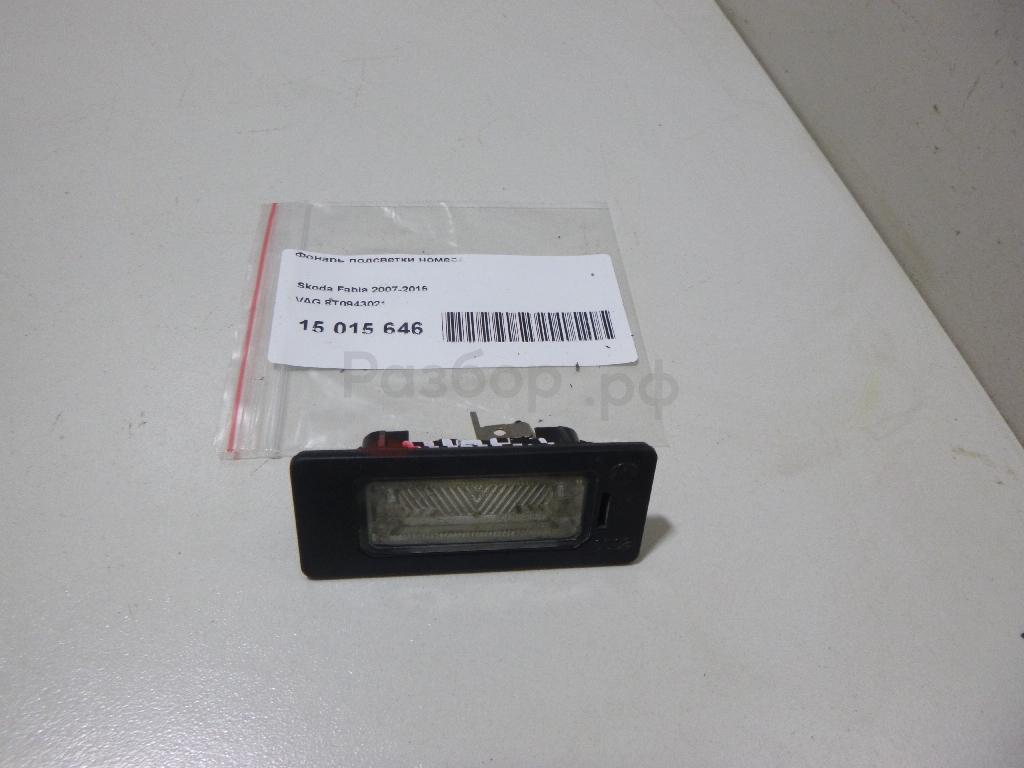 Фонарь подсветки номера
Skoda Fabia 2007-2015
VAG 8T0943021
15 015 646
Разбор.рф